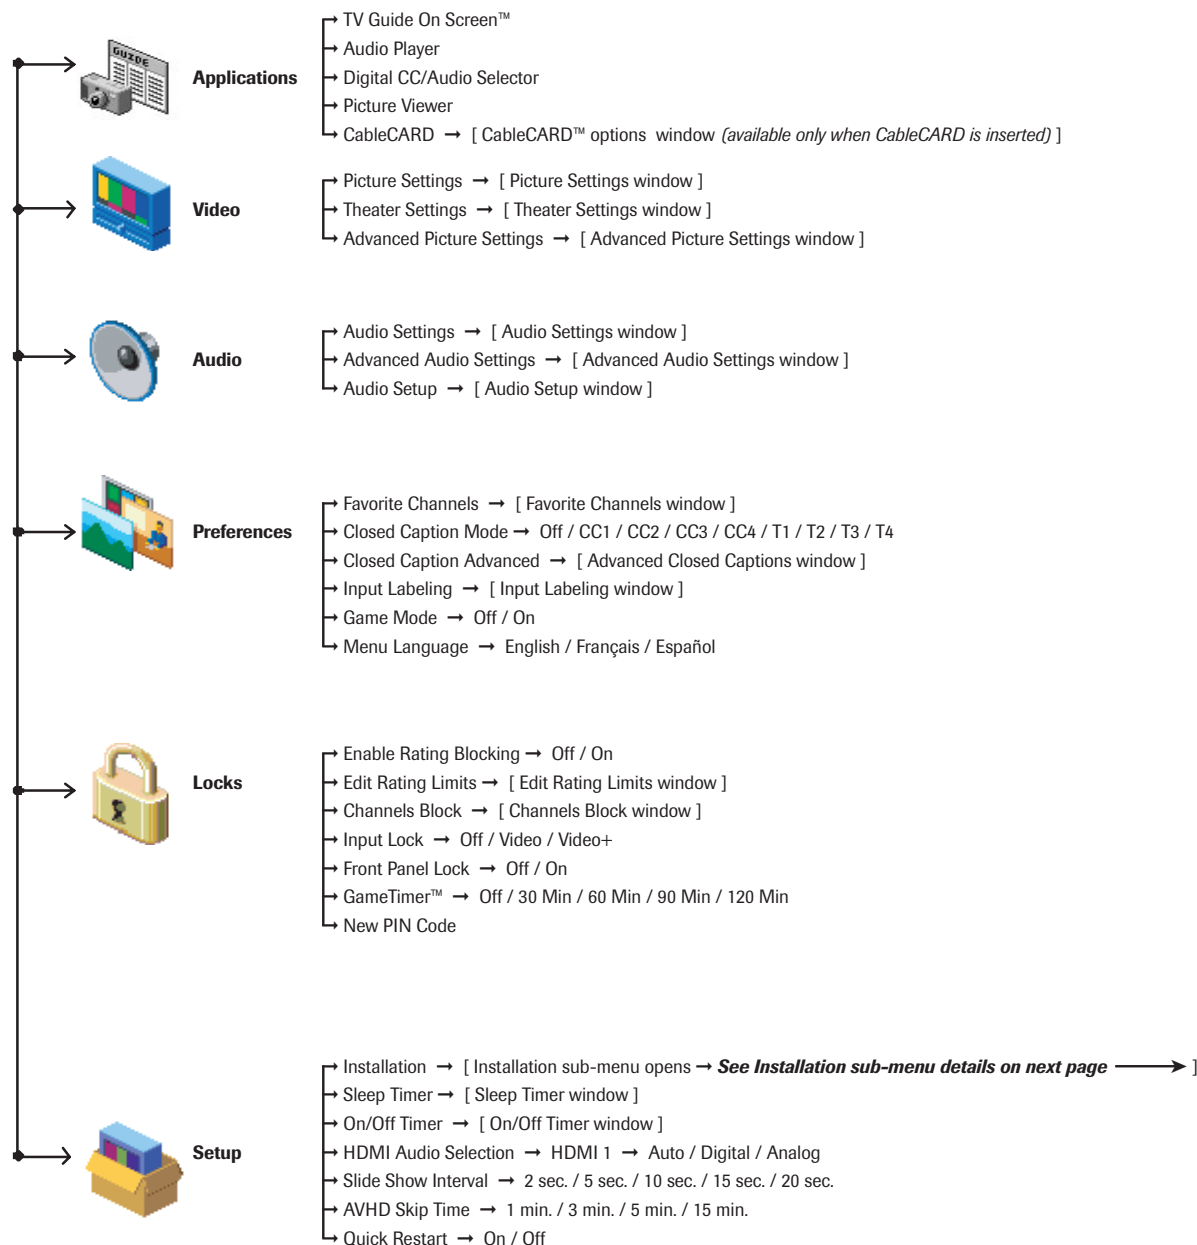 GUIDE
Applications
TV Guide On Screen™
Audio Player
Digital CC/Audio Selector
Picture Viewer
CableCARD → [ CableCARD™ options window (available only when CableCARD is inserted) ]
Video
Picture Settings → [ Picture Settings window ]
Theater Settings → [ Theater Settings window ]
Advanced Picture Settings → [ Advanced Picture Settings window ]
Audio
Audio Settings → [ Audio Settings window ]
Advanced Audio Settings → [ Advanced Audio Settings window ]
Audio Setup → [ Audio Setup window ]
Preferences
Favorite Channels → [ Favorite Channels window ]
Closed Caption Mode → Off / CC1 / CC2 / CC3 / CC4 / T1 / T2 / T3 / T4
Closed Caption Advanced → [ Advanced Closed Captions window ]
Input Labeling → [ Input Labeling window ]
Game Mode → Off / On
Menu Language → English / Français / Español
Locks
Enable Rating Blocking → Off / On
Edit Rating Limits → [ Edit Rating Limits window ]
Channels Block → [ Channels Block window ]
Input Lock → Off / Video / Video+
Front Panel Lock → Off / On
GameTimer™ → Off / 30 Min / 60 Min / 90 Min / 120 Min
New PIN Code
Setup
Installation → [ Installation sub-menu opens → See Installation sub-menu details on next page → ]
Sleep Timer → [ Sleep Timer window ]
On/Off Timer → [ On/Off Timer window ]
HDMI Audio Selection → HDMI 1 → Auto / Digital / Analog
Slide Show Interval → 2 sec. / 5 sec. / 10 sec. / 15 sec. / 20 sec.
AVHD Skip Time → 1 min. / 3 min. / 5 min. / 15 min.
Quick Restart → On / Off